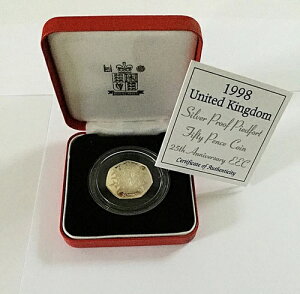 1998
United Kingdom
Silver Proof Piedfort
Fifty Pence Coin
25th Anniversary EEC
Certificate of Authenticity